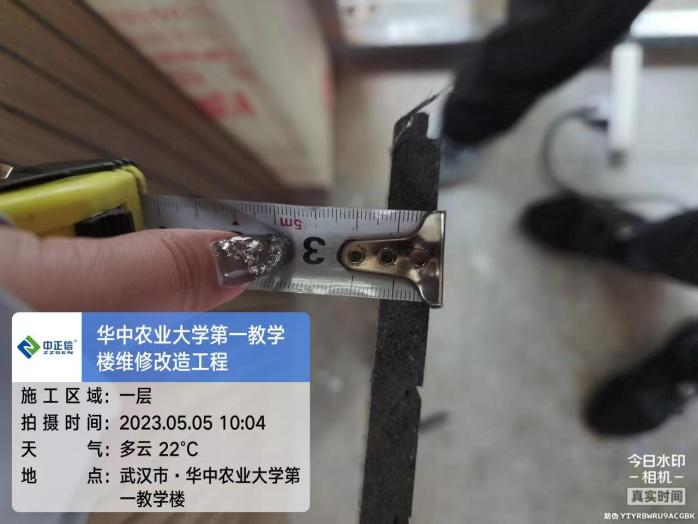 5m
3
中正信
ZZSEN
华中农业大学第一教学
楼维修改造工程
施工区域：一层
拍摄时间：2023.05.05 10:04
天气：多云 22℃
地点：武汉市·华中农业大学第
一教学楼
今日水印
-相机-
真实时间
防伪 YTYRBWRU9ACGBK